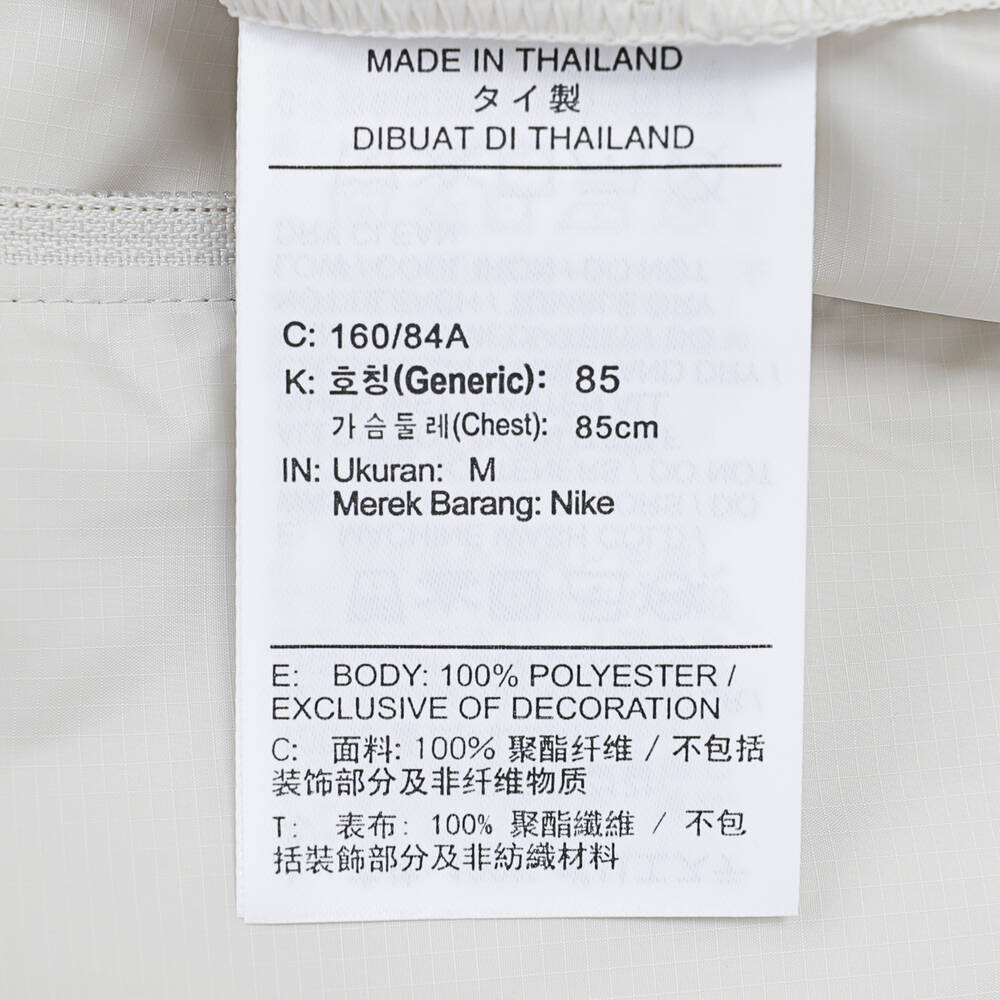 MADE IN THAILAND
タイ製
DIBUAT DI THAILAND
C: 160/84A
K: 호칭(Generic): 85
가슴둘레(Chest): 85cm
IN: Ukuran: M
Merek Barang: Nike
E: BODY: 100% POLYESTER /
EXCLUSIVE OF DECORATION
C: 面料: 100% 聚酯纤维 / 不包括
装饰部分及非纤维物质
T: 表布: 100% 聚酯纖維 / 不包
括裝飾部分及非紡織材料